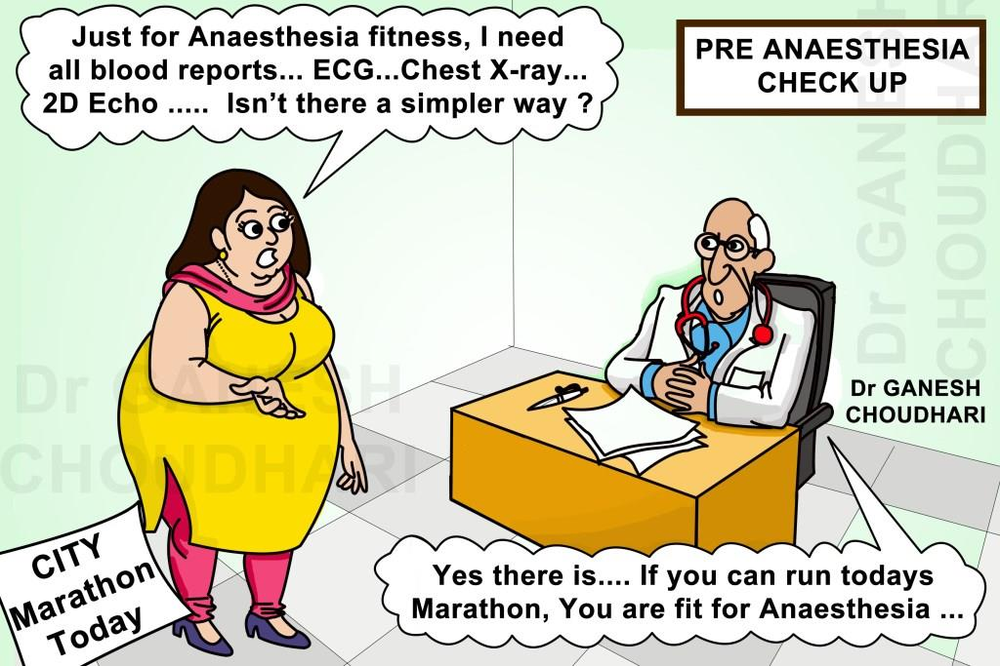 Just for Anaesthesia fitness, I need
all blood reports... ECG...Chest X-ray...
2D Echo ..... Isn't there a simpler way ?
PRE ANAESTHESIA
CHECK UP
Dr GANESH
CHOUDHARI
Dr GANESH
CHOUDHARI
Dr GANESH
CHOUDHARI
CITY
Marathon
Today
Yes there is.... If you can run todays
Marathon, You are fit for Anaesthesia ...